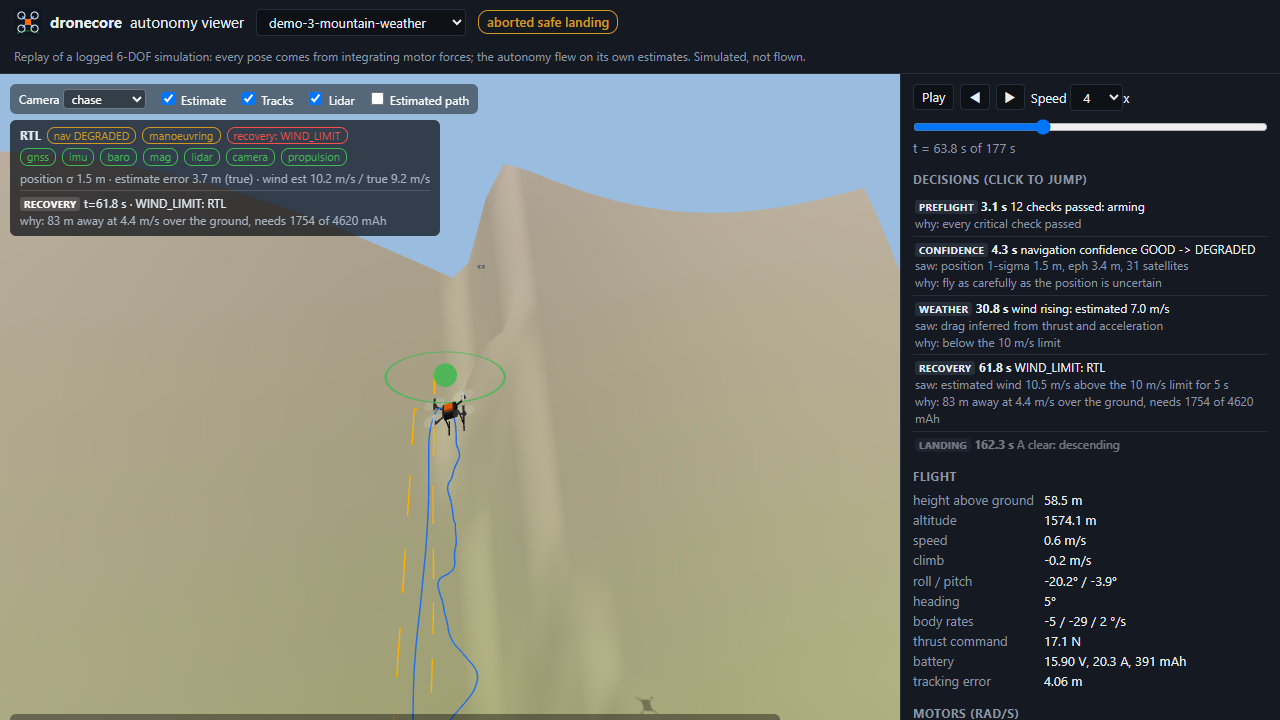 dronecore autonomy viewer demo-3-mountain-weather aborted safe landing
Replay of a logged 6-DOF simulation: every pose comes from integrating motor forces; the autonomy flew on its own estimates. Simulated, not flown.
Camera chase Estimate Tracks Lidar Estimated path
RTL nav DEGRADED manoeuvring recovery: WIND_LIMIT
gnss imu baro mag lidar camera propulsion
position σ 1.5 m · estimate error 3.7 m (true) · wind est 10.2 m/s / true 9.2 m/s
RECOVERY t=61.8 s · WIND_LIMIT: RTL
why: 83 m away at 4.4 m/s over the ground, needs 1754 of 4620 mAh
Play ◀ ▶ Speed 4 x
t = 63.8 s of 177 s
DECISIONS (CLICK TO JUMP)
PREFLIGHT 3.1 s 12 checks passed: arming
why: every critical check passed
CONFIDENCE 4.3 s navigation confidence GOOD -> DEGRADED
saw: position 1-sigma 1.5 m, eph 3.4 m, 31 satellites
why: fly as carefully as the position is uncertain
WEATHER 30.8 s wind rising: estimated 7.0 m/s
saw: drag inferred from thrust and acceleration
why: below the 10 m/s limit
RECOVERY 61.8 s WIND_LIMIT: RTL
saw: estimated wind 10.5 m/s above the 10 m/s limit for 5 s
why: 83 m away at 4.4 m/s over the ground, needs 1754 of 4620
mAh
LANDING 162.3 s A clear: descending
FLIGHT
height above ground 58.5 m
altitude 1574.1 m
speed 0.6 m/s
climb -0.2 m/s
roll / pitch -20.2° / -3.9°
heading 5°
body rates -5 / -29 / 2 °/s
thrust command 17.1 N
battery 15.90 V, 20.3 A, 391 mAh
tracking error 4.06 m
MOTORS (RAD/S)